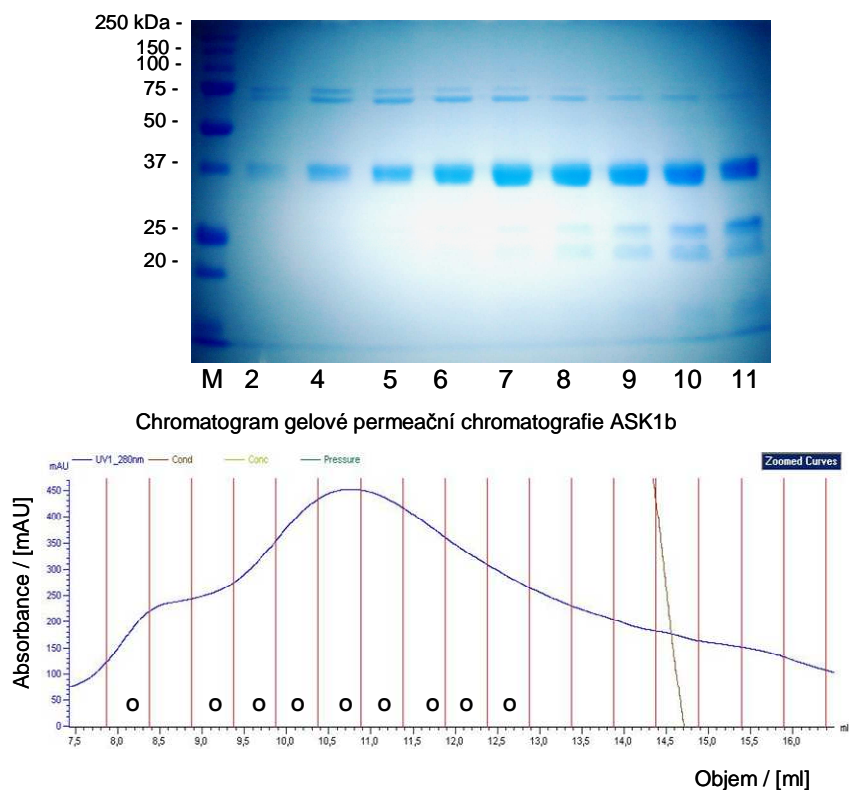 250 kDa -
150 -
100 -
75 -
50 -
37 -
25 -
20 -
M 2 4 5 6 7 8 9 10 11
Chromatogram gelové permeační chromatografie ASK1b
mAU UV1_280nm Cond Conc Pressure Zoomed Curves
Absorbance / [mAU]
450
400
350
300
250
200
150
100
50
0
O O O O O O O O O
7,5 8,0 8,5 9,0 9,5 10,0 10,5 11,0 11,5 12,0 12,5 13,0 13,5 14,0 14,5 15,0 15,5 16,0 ml
Objem / [ml]